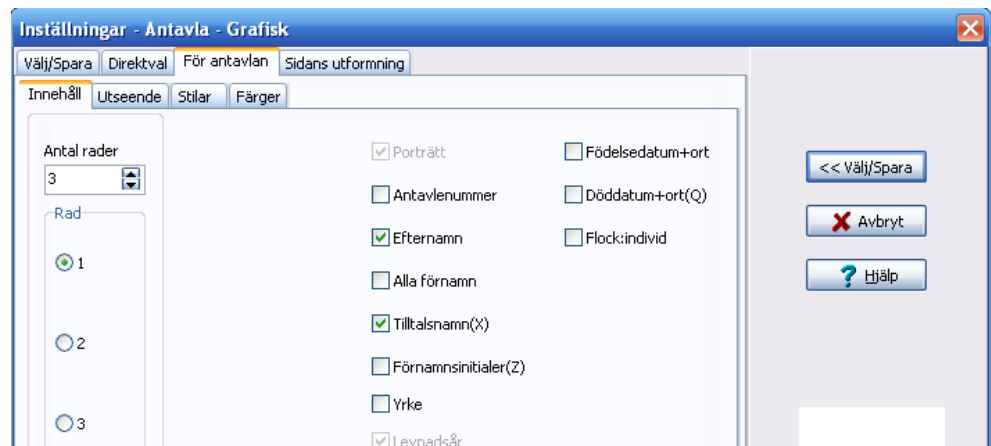 Inställningar - Antavla - Grafisk
Välj/Spara Direktval För antavlan Sidans utformning
Innehåll Utseende Stilar Färger
Antal rader
3
Rad
1
2
3
Porträtt
Antavlenummer
Efternamn
Alla förnamn
Tilltalsnamn(X)
Förnamnsinitialer(Z)
Yrke
Levnadsår
Födelsedatum+ort
Döddatum+ort(Q)
Flock:individ
<< Välj/Spara
Avbryt
Hjälp